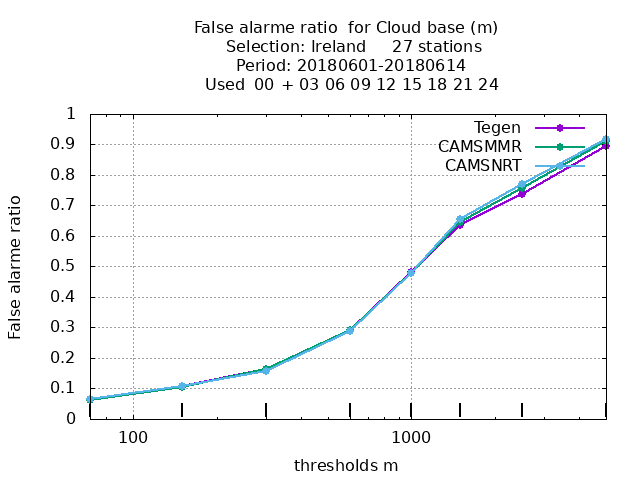 False alarme ratio  for Cloud base (m)
Selection: Ireland     27 stations
Period: 20180601-20180614
Used  00 + 03 06 09 12 15 18 21 24
Tegen
CAMSMMR
CAMSNRT
1
0.9
0.8
0.7
0.6
0.5
0.4
0.3
0.2
0.1
0
False alarme ratio
100
1000
thresholds m